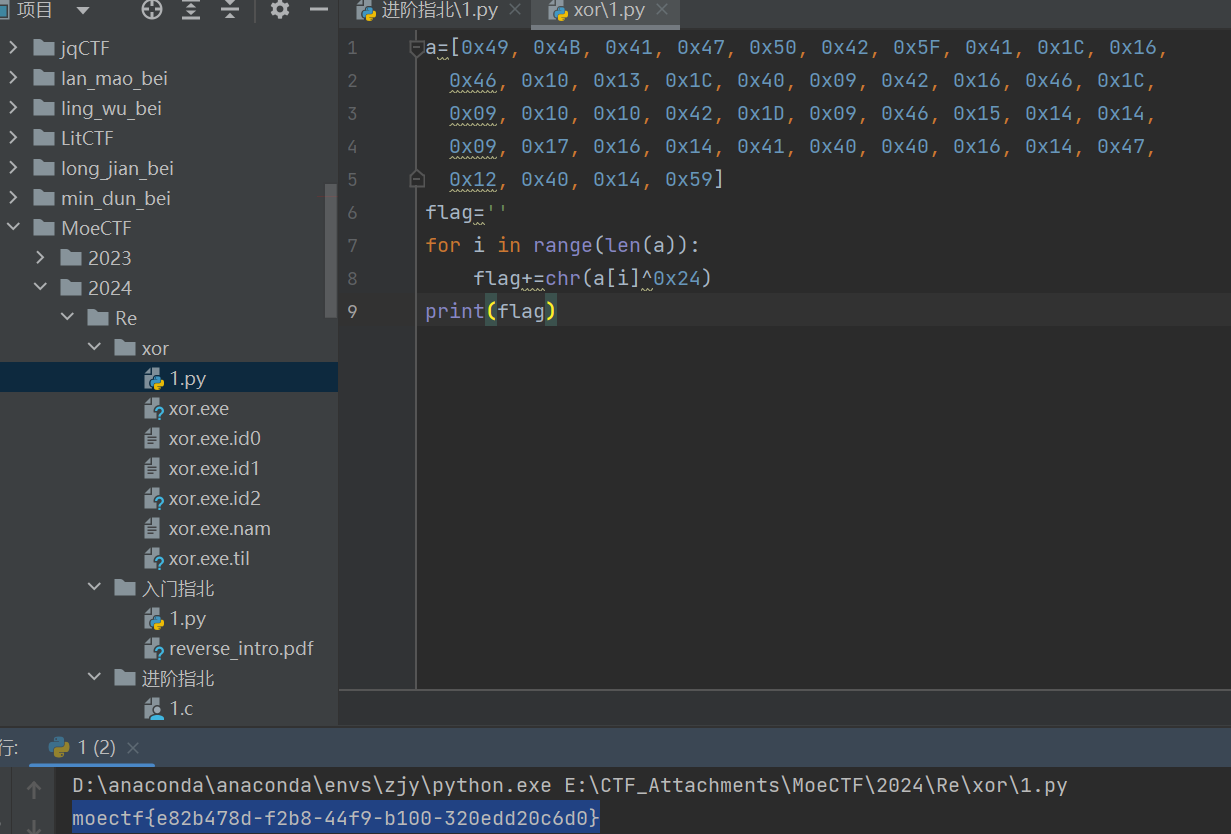 项目
进阶指北\1.py
xor\1.py
jqCTF
lan_mao_bei
ling_wu_bei
LitCTF
long_jian_bei
min_dun_bei
MoeCTF
2023
2024
Re
xor
1.py
xor.exe
xor.exe.id0
xor.exe.id1
xor.exe.id2
xor.exe.nam
xor.exe.til
入门指北
1.py
reverse_intro.pdf
进阶指北
1.c
1 a=[0x49, 0x4B, 0x41, 0x47, 0x50, 0x42, 0x5F, 0x41, 0x1C, 0x16,
2 0x46, 0x10, 0x13, 0x1C, 0x40, 0x09, 0x42, 0x16, 0x46, 0x1C,
3 0x09, 0x10, 0x10, 0x42, 0x1D, 0x09, 0x46, 0x15, 0x14, 0x14,
4 0x09, 0x17, 0x16, 0x14, 0x41, 0x40, 0x40, 0x16, 0x14, 0x47,
5 0x12, 0x40, 0x14, 0x59]
6 flag=''
7 for i in range(len(a)):
8 flag+=chr(a[i]^0x24)
9 print(flag)
行:
1 (2)
D:\anaconda\anaconda\envs\zjy\python.exe E:\CTF_Attachments\MoeCTF\2024\Re\xor\1.py
moectf{e82b478d-f2b8-44f9-b100-320edd20c6d0}